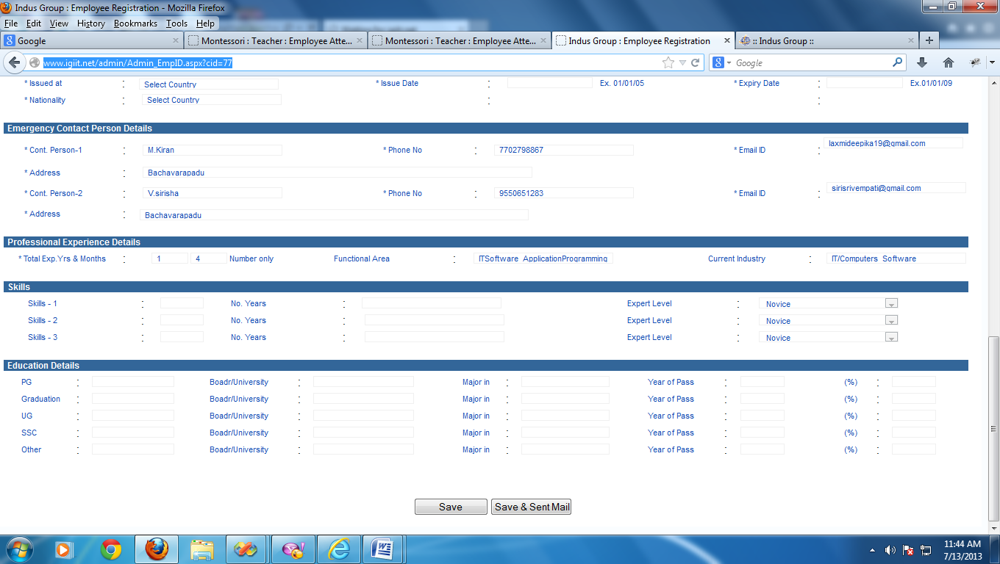 Indus Group : Employee Registration - Mozilla Firefox
File Edit View History Bookmarks Tools Help
Google Montessori : Teacher : Employee Atte... Montessori : Teacher : Employee Atte... Indus Group : Employee Registration :: Indus Group ::
www.igiit.net/admin/Admin_EmpID.aspx?cid=77 Google
* Issued at : Select Country * Issue Date : Ex. 01/01/05 * Expiry Date : Ex.01/01/09
* Nationality : Select Country : :
Emergency Contact Person Details
* Cont. Person-1 : M.Kiran * Phone No : 7702798867 * Email ID : laxmideepika19@gmail.com
* Address : Bachavarapadu
* Cont. Person-2 : V.sirisha * Phone No : 9550651283 * Email ID : sirisrivempati@gmail.com
* Address : Bachavarapadu
Professional Experience Details
* Total Exp.Yrs & Months : 1 4 Number only Functional Area : ITSoftware ApplicationProgramming Current Industry : IT/Computers Software
Skills
Skills - 1 : No. Years : Expert Level : Novice
Skills - 2 : No. Years : Expert Level : Novice
Skills - 3 : No. Years : Expert Level : Novice
Education Details
PG : Boadr/University : Major in : Year of Pass : (%) :
Graduation : Boadr/University : Major in : Year of Pass : (%) :
UG : Boadr/University : Major in : Year of Pass : (%) :
SSC : Boadr/University : Major in : Year of Pass : (%) :
Other : Boadr/University : Major in : Year of Pass : (%) :
Save Save & Sent Mail
11:44 AM
7/13/2013